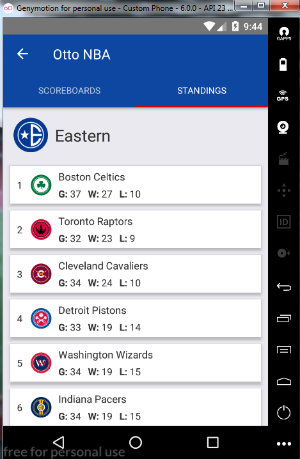 Genymotion for personal use - Custom Phone - 6.0.0 - API 23 ...
9:44
Otto NBA
SCOREBOARDS
STANDINGS
Eastern
1
Boston Celtics
G: 37 W: 27 L: 10
2
Toronto Raptors
G: 32 W: 23 L: 9
3
Cleveland Cavaliers
G: 34 W: 24 L: 10
4
Detroit Pistons
G: 33 W: 19 L: 14
5
Washington Wizards
G: 34 W: 19 L: 15
6
Indiana Pacers
G: 34 W: 19 L: 15
GPS
ID
free for personal use